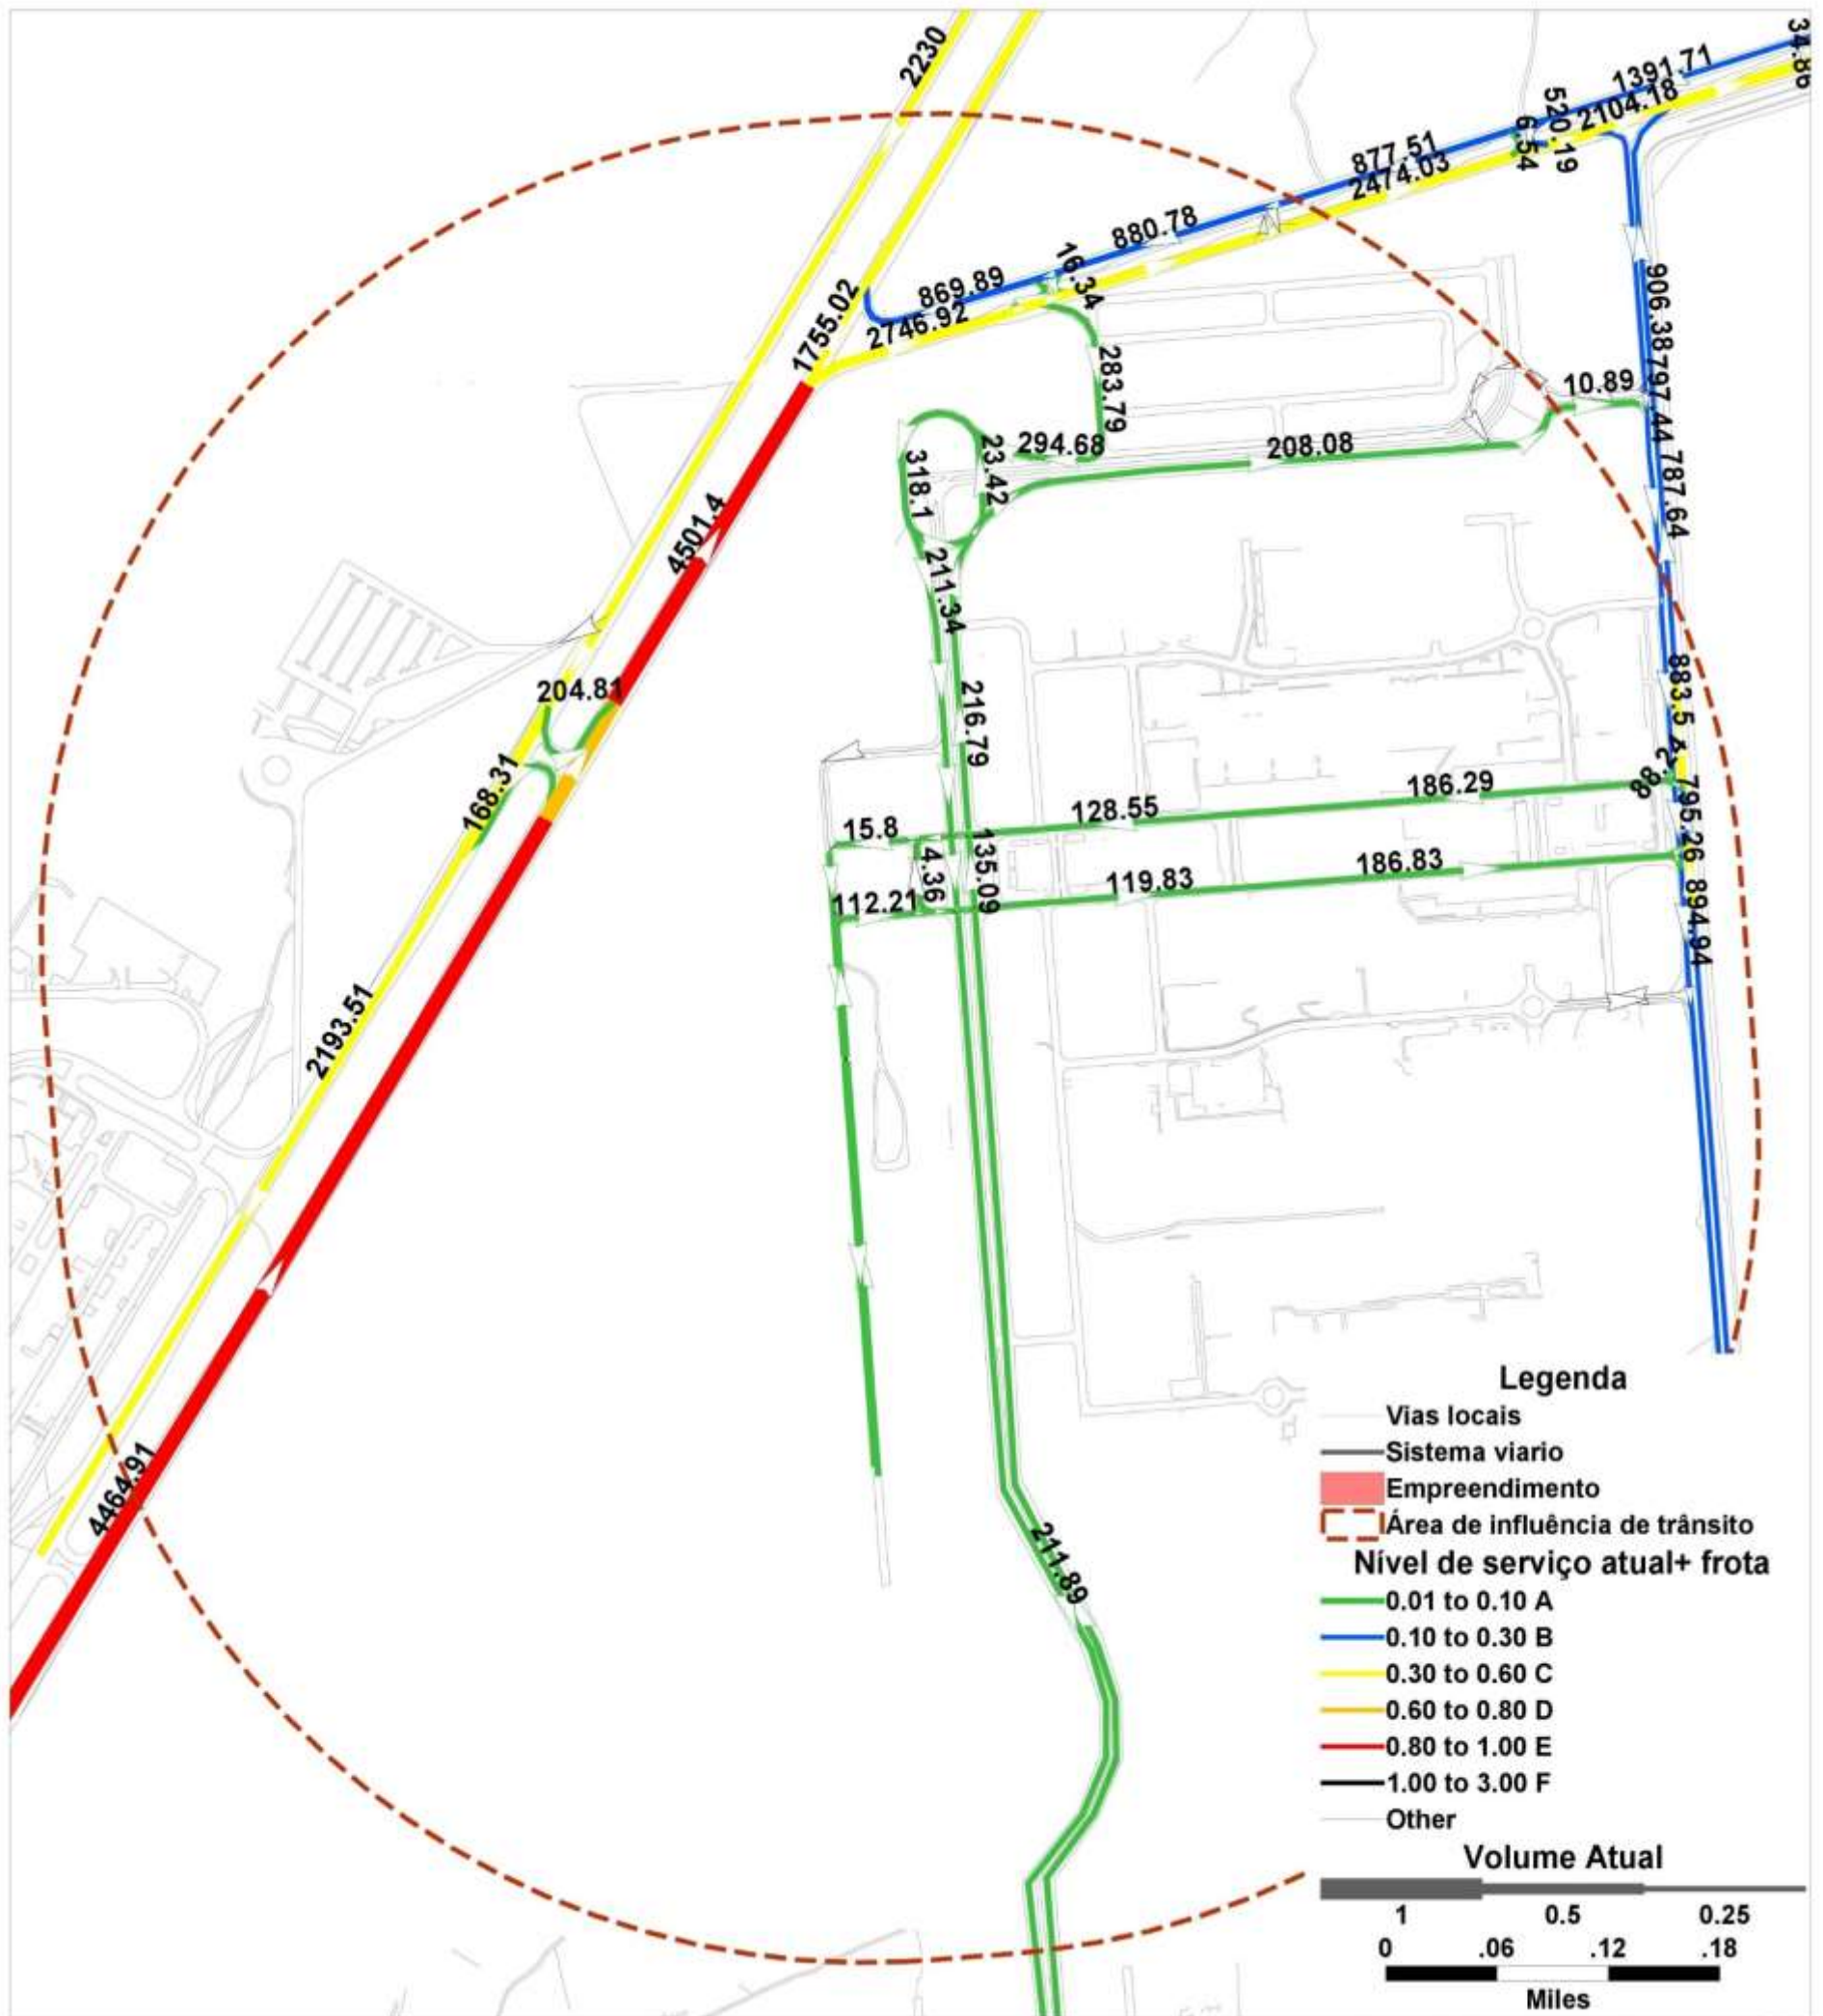 2230
34.86
1391.71
2104.18
520.19
6.54
877.51
2474.03
880.78
16.34
869.89
2746.92
1755.02
906.38
797.44
787.64
283.79
10.89
294.68
208.08
23.42
318.1
4501.4
211.34
204.81
216.79
883.5
168.31
88.2
186.29
128.55
15.8
795.26
135.09
4.36
186.83
119.83
112.21
894.94
2193.51
4464.91
211.89
Legenda
Vias locais
Sistema viario
Empreendimento
Área de influência de trânsito
Nível de serviço atual+ frota
0.01 to 0.10 A
0.10 to 0.30 B
0.30 to 0.60 C
0.60 to 0.80 D
0.80 to 1.00 E
1.00 to 3.00 F
Other
Volume Atual
1 0.5 0.25
0 .06 .12 .18
Miles